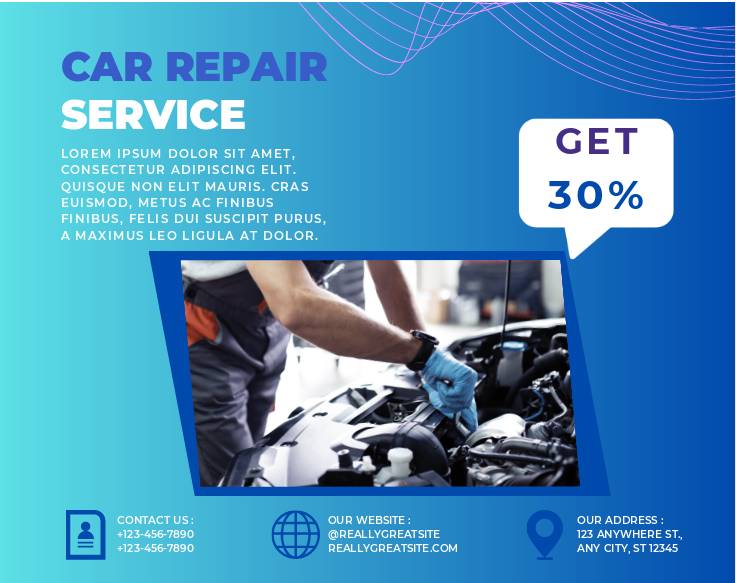 CAR REPAIR
SERVICE
LOREM IPSUM DOLOR SIT AMET,
CONSECTETUR ADIPISCING ELIT.
QUISQUE NON ELIT MAURIS. CRAS
EUISMOD, METUS AC FINIBUS
FINIBUS, FELIS DUI SUSCIPIT PURUS,
A MAXIMUS LEO LIGULA AT DOLOR.
GET
30%
CONTACT US :
+123-456-7890
+123-456-7890
OUR WEBSITE :
@REALLYGREATSITE
REALLYGREATSITE.COM
OUR ADDRESS :
123 ANYWHERE ST.,
ANY CITY, ST 12345